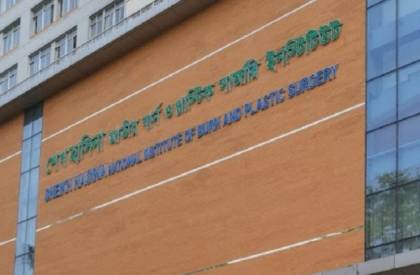 শেখ হাসিনা জাতীয় বার্ন ও প্লাস্টিক সার্জারি ইনস্টিটিউট
SHEIKH HASINA NATIONAL INSTITUTE OF BURN AND PLASTIC SURGERY